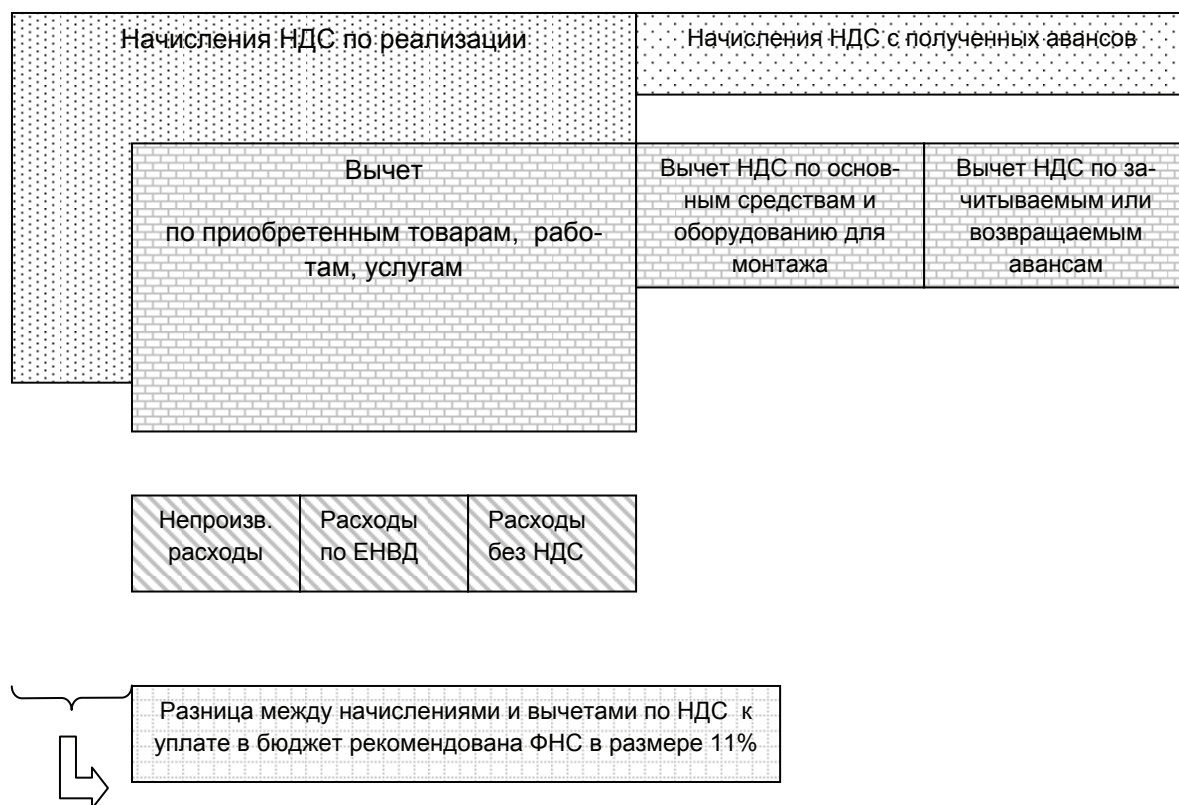 Начисления НДС по реализации
Начисления НДС с полученных авансов
Вычет
по приобретенным товарам, рабо-
там, услугам
Вычет НДС по основ-
ным средствам и
оборудованию для
монтажа
Вычет НДС по за-
читываемым или
возвращаемым
авансам
Непроизв.
расходы
Расходы
по ЕНВД
Расходы
без НДС
Разница между начислениями и вычетами по НДС к
уплате в бюджет рекомендована ФНС в размере 11%